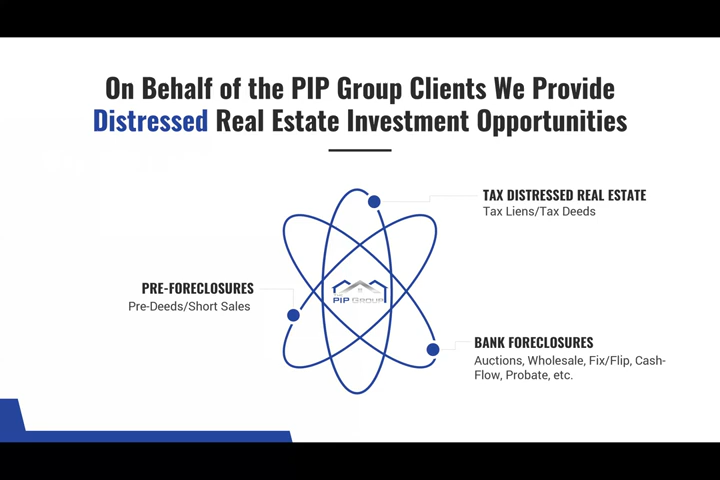 On Behalf of the PIP Group Clients We Provide
Distressed Real Estate Investment Opportunities
TAX DISTRESSED REAL ESTATE
Tax Liens/Tax Deeds
PRE-FORECLOSURES
Pre-Deeds/Short Sales
PIP GROUP
BANK FORECLOSURES
Auctions, Wholesale, Fix/Flip, Cash-
Flow, Probate, etc.